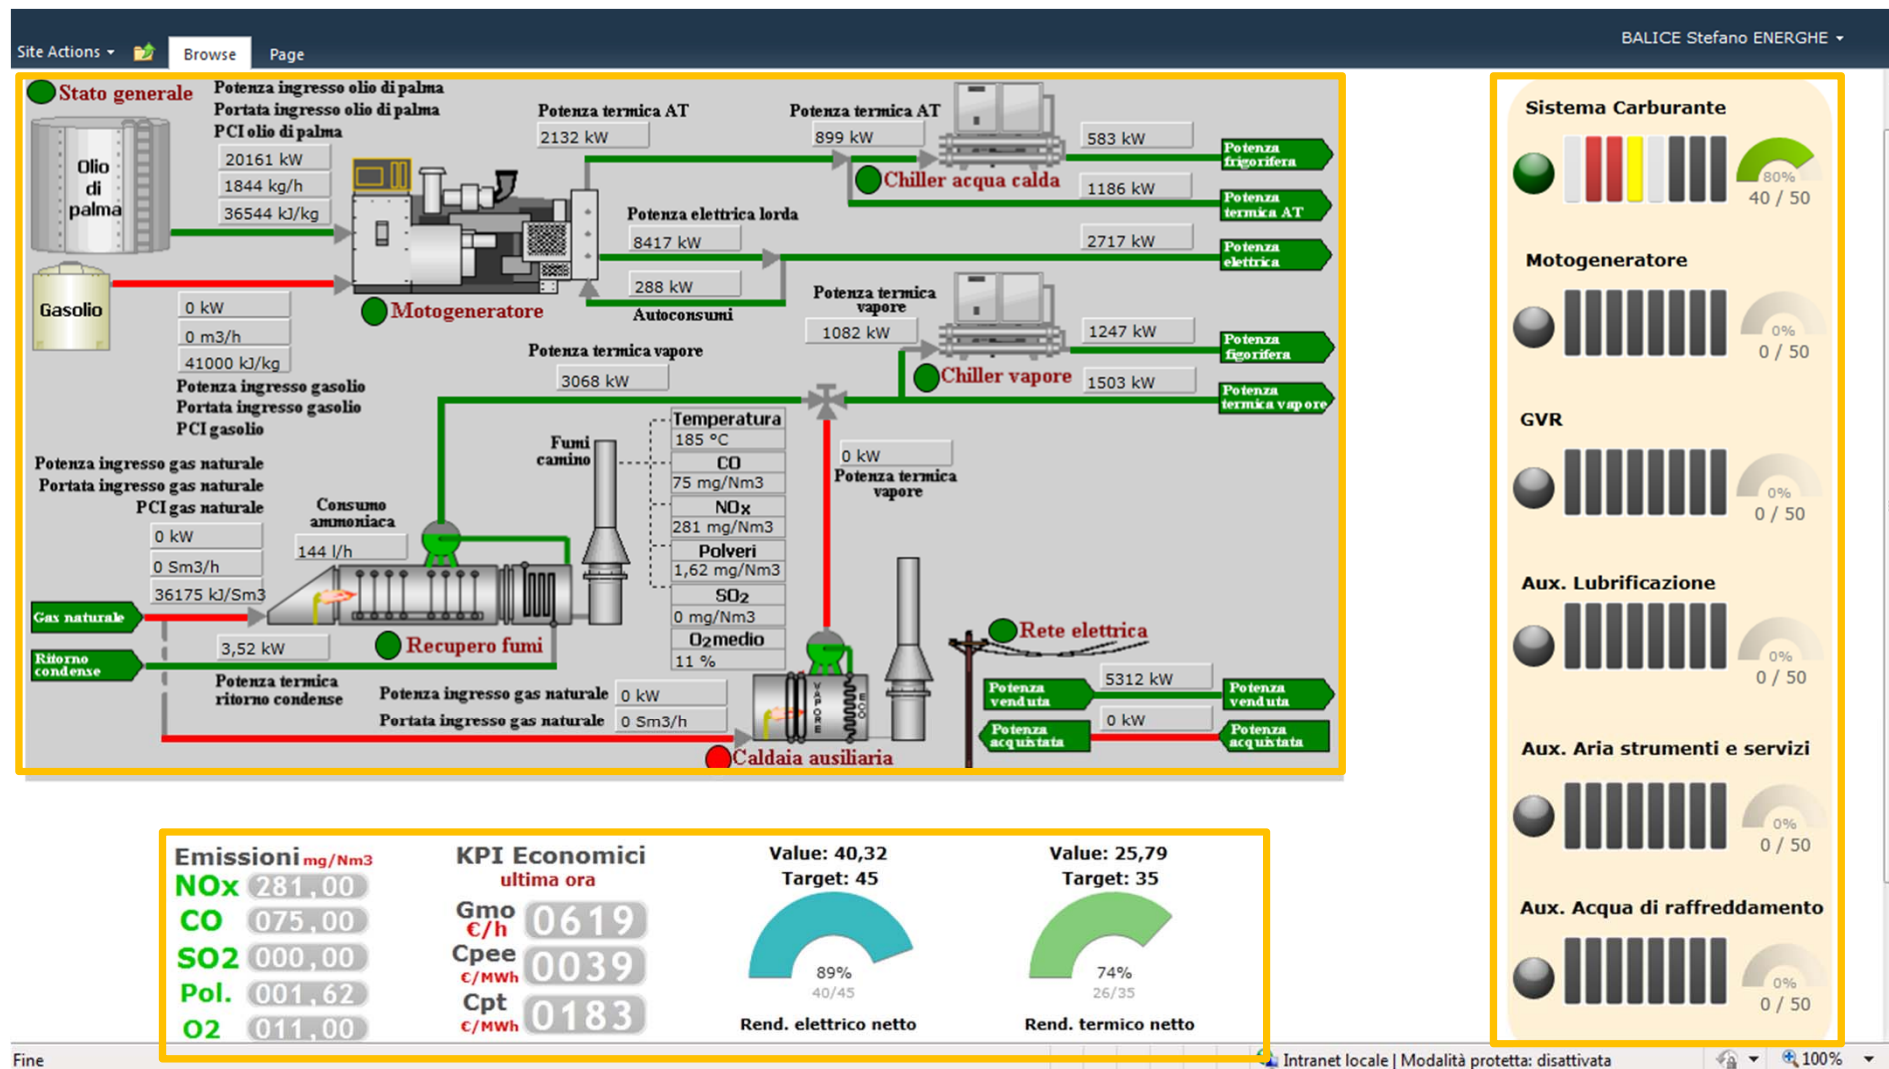 BALICE Stefano ENERGHE
Site Actions
Browse
Page
Stato generale
Potenza ingresso olio di palma
Portata ingresso olio di palma
PCI olio di palma
20161 kW
1844 kg/h
36544 kJ/kg
Olio
di
palma
Potenza termica AT
2132 kW
Potenza termica AT
899 kW
583 kW
Potenza
frigorifera
Chiller acqua calda
1186 kW
Potenza
termica AT
Potenza elettrica lorda
8417 kW
2717 kW
Potenza
elettrica
288 kW
Autoconsumi
Gasolio
0 kW
0 m3/h
41000 kJ/kg
Motogeneratore
Potenza ingresso gasolio
Portata ingresso gasolio
PCI gasolio
Potenza termica
vapore
1082 kW
1247 kW
Potenza
figorifera
Chiller vapore
1503 kW
Potenza
termica vapore
Potenza termica vapore
3068 kW
Fumi
camino
Temperatura
185 °C
CO
75 mg/Nm3
NOx
281 mg/Nm3
Polveri
1,62 mg/Nm3
SO2
0 mg/Nm3
O2medio
11 %
0 kW
Potenza termica
vapore
Potenza ingresso gas naturale
Portata ingresso gas naturale
PCI gas naturale
0 kW
0 Sm3/h
36175 kJ/Sm3
Consumo
ammoniaca
144 l/h
Gas naturale
Ritorno
condense
3,52 kW
Potenza termica
ritorno condense
Recupero fumi
Potenza ingresso gas naturale
0 kW
Portata ingresso gas naturale
0 Sm3/h
VAPORE
ECO
Caldaia ausiliaria
Rete elettrica
Potenza
venduta
5312 kW
Potenza
venduta
Potenza
acquistata
0 kW
Potenza
acquistata
Emissioni mg/Nm3
NOx 281,00
CO 075,00
SO2 000,00
Pol. 001,62
O2 011,00
KPI Economici
ultima ora
Gmo
€/h
0619
Cpee
€/MWh
0039
Cpt
€/MWh
0183
Value: 40,32
Target: 45
89%
40/45
Rend. elettrico netto
Value: 25,79
Target: 35
74%
26/35
Rend. termico netto
Sistema Carburante
80%
40 / 50
Motogeneratore
0%
0 / 50
GVR
0%
0 / 50
Aux. Lubrificazione
0%
0 / 50
Aux. Aria strumenti e servizi
0%
0 / 50
Aux. Acqua di raffreddamento
0%
0 / 50
Fine
Intranet locale | Modalità protetta: disattivata
100%